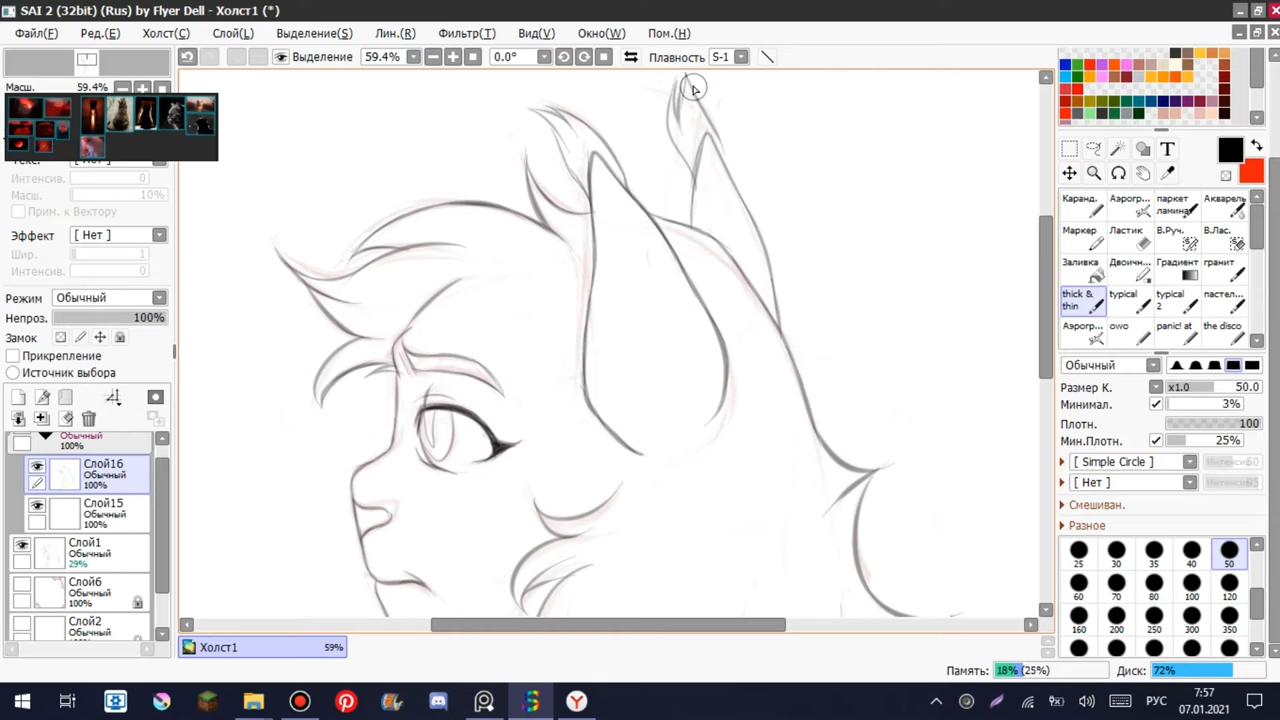 SAI 2 (32bit) (Rus) by Flyer Dell - Холст1 (*)
Файл(F) Ред.(E) Холст(C) Слой(L) Выделение(S) Лин.(R) Фильтр(T) Вид(V) Окно(W) Пом.(H)
Выделение 59.4% 0.0° Плавность S-1
Масш. 59.4%
Интенсив. 0
Масш. 10%
Прим. к Вектору
Эффект [ Нет ]
Шир. 1
Интенсив. 0
Режим Обычный
Непроз. 100%
Замок
Прикрепление
Источник выбора
Обычный
100%
Слой16
Обычный
100%
Слой15
Обычный
100%
Слой1
Обычный
29%
Слой6
Обычный
100%
Слой2
Обычный
Холст1 59%
T
Каранд. Аэрогр... паркет ламина Акварель
Маркер Ластик В.Руч. В.Лас.
Заливка Двоичн... Градиент гранит
thick & thin typical typical 2 пастел...
Аэрогр... owo panic! at the disco
Обычный
Размер К. x1.0 50.0
Минимал. 3%
Плотн. 100
Мин.Плотн. 25%
[ Simple Circle ] 50
[ Нет ]
Смешиван.
Разное
25 30 35 40 50
60 70 80 100 120
160 200 250 300 350
Память: 18% (25%) Диск: 72%
РУС
7:57
07.01.2021